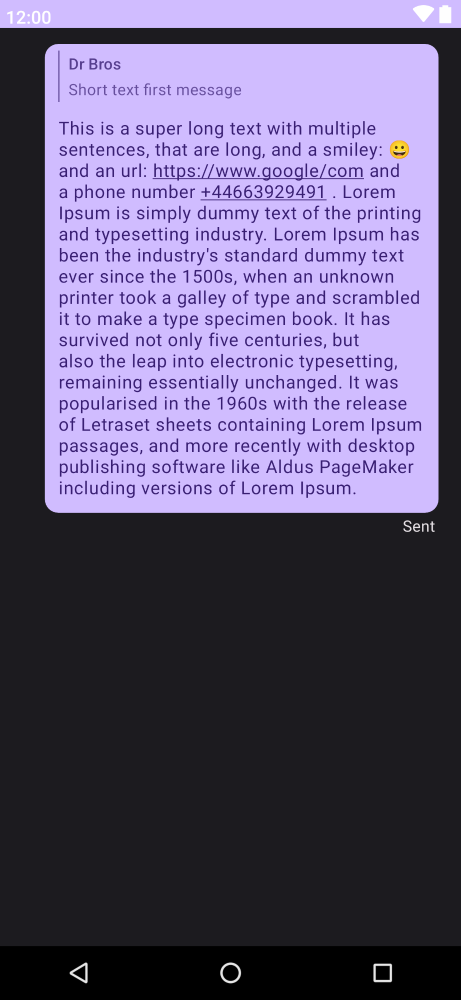 12:00
Dr Bros
Short text first message
This is a super long text with multiple
sentences, that are long, and a smiley: 😀
and an url: https://www.google/com and
a phone number +44663929491 . Lorem
Ipsum is simply dummy text of the printing
and typesetting industry. Lorem Ipsum has
been the industry's standard dummy text
ever since the 1500s, when an unknown
printer took a galley of type and scrambled
it to make a type specimen book. It has
survived not only five centuries, but
also the leap into electronic typesetting,
remaining essentially unchanged. It was
popularised in the 1960s with the release
of Letraset sheets containing Lorem Ipsum
passages, and more recently with desktop
publishing software like Aldus PageMaker
including versions of Lorem Ipsum.
Sent